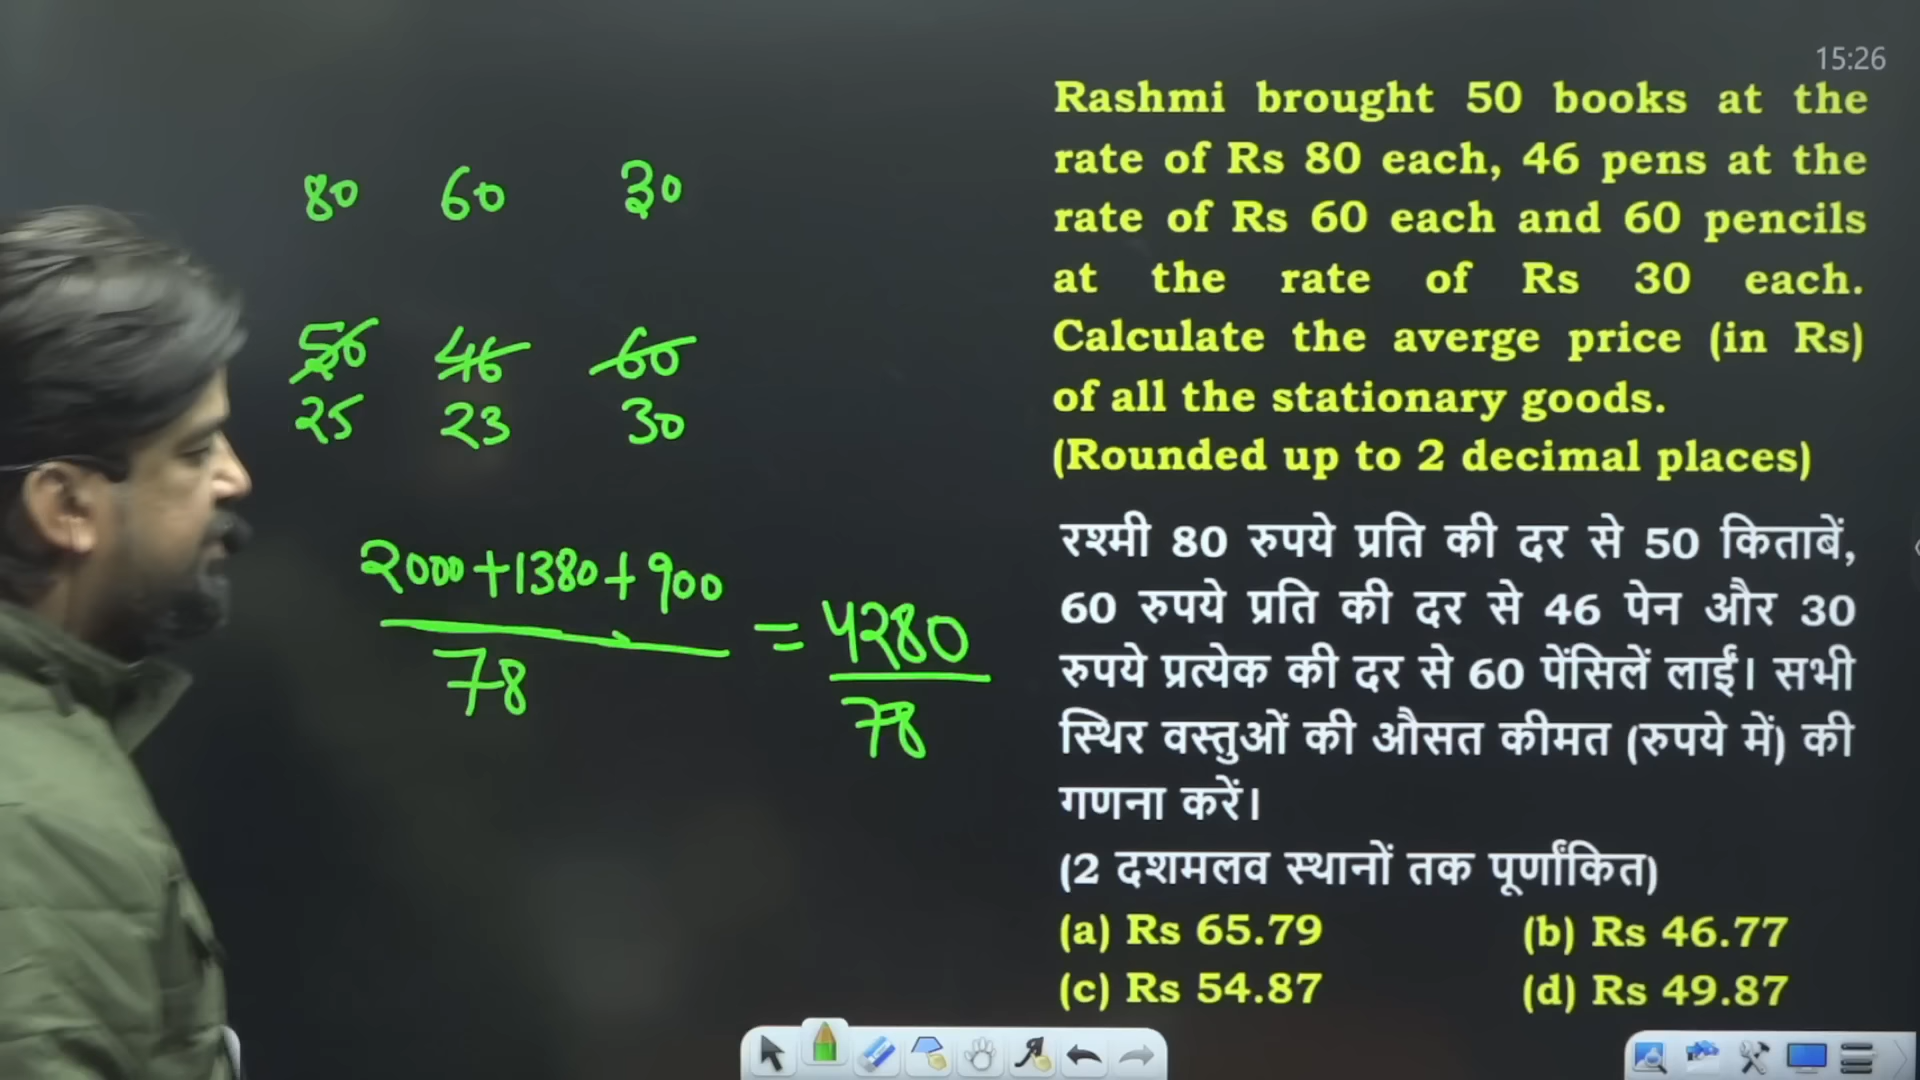 15:26
Rashmi brought 50 books at the
rate of Rs 80 each, 46 pens at the
rate of Rs 60 each and 60 pencils
at the rate of Rs 30 each.
Calculate the averge price (in Rs)
of all the stationary goods.
(Rounded up to 2 decimal places)
रश्मी 80 रुपये प्रति की दर से 50 किताबें,
60 रुपये प्रति की दर से 46 पेन और 30
रुपये प्रत्येक की दर से 60 पेंसिलें लाईं। सभी
स्थिर वस्तुओं की औसत कीमत (रुपये में) की
गणना करें।
(2 दशमलव स्थानों तक पूर्णांकित)
(a) Rs 65.79 (b) Rs 46.77
(c) Rs 54.87 (d) Rs 49.87
80 60 30
50 46 60
25 23 30
2000+1380+900
78
= 4280
78